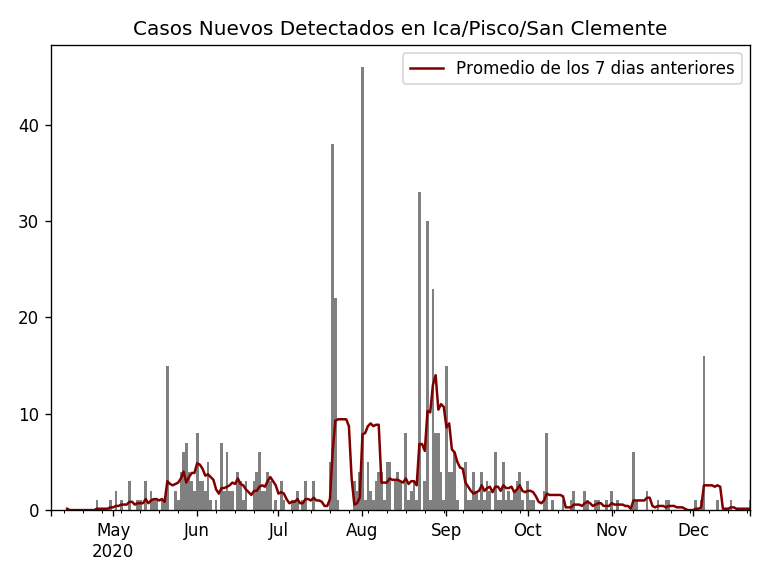 Casos Nuevos Detectados en Ica/Pisco/San Clemente
Promedio de los 7 dias anteriores
40
30
20
10
0
May Jun Jul Aug Sep Oct Nov Dec
2020